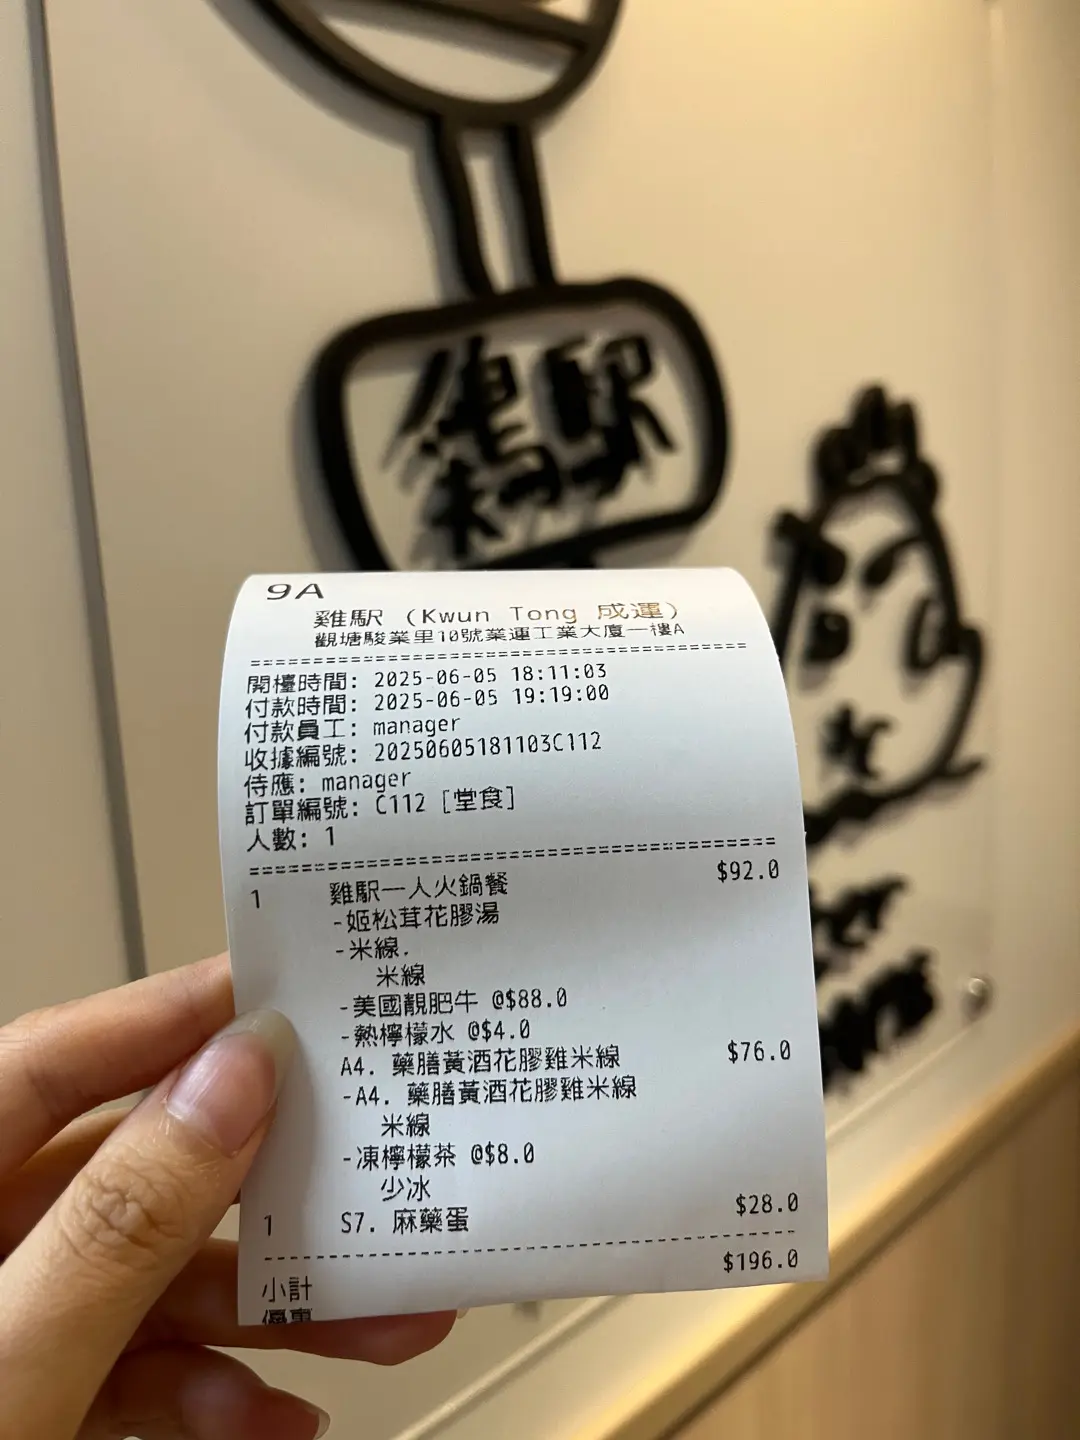 雞駅
9A
雞駅 (Kwun Tong 成運)
觀塘駿業里10號業運工業大廈一樓A
開檯時間: 2025-06-05 18:11:03
付款時間: 2025-06-05 19:19:00
付款員工: manager
收據編號: 20250605181103C112
侍應: manager
訂單編號: C112 [堂食]
人數: 1
1 雞駅一人火鍋餐 $92.0
-姬松茸花膠湯
-米線.
米線
-美國靚肥牛 @$88.0
-熱檸檬水 @$4.0
A4. 藥膳黃酒花膠雞米線 $76.0
-A4. 藥膳黃酒花膠雞米線
米線
-凍檸檬茶 @$8.0
少冰
1 S7. 麻藥蛋 $28.0
小計 $196.0
優惠